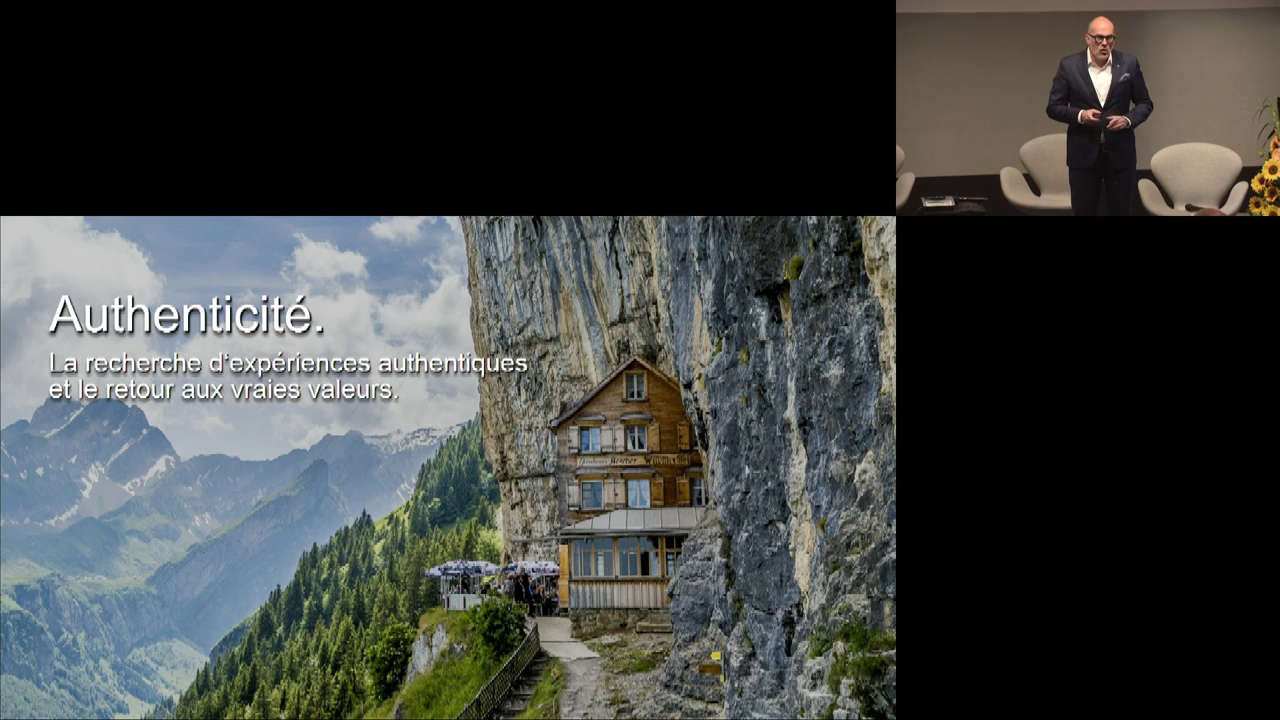 Authenticité.
La recherche d'expériences authentiques
et le retour aux vraies valeurs.